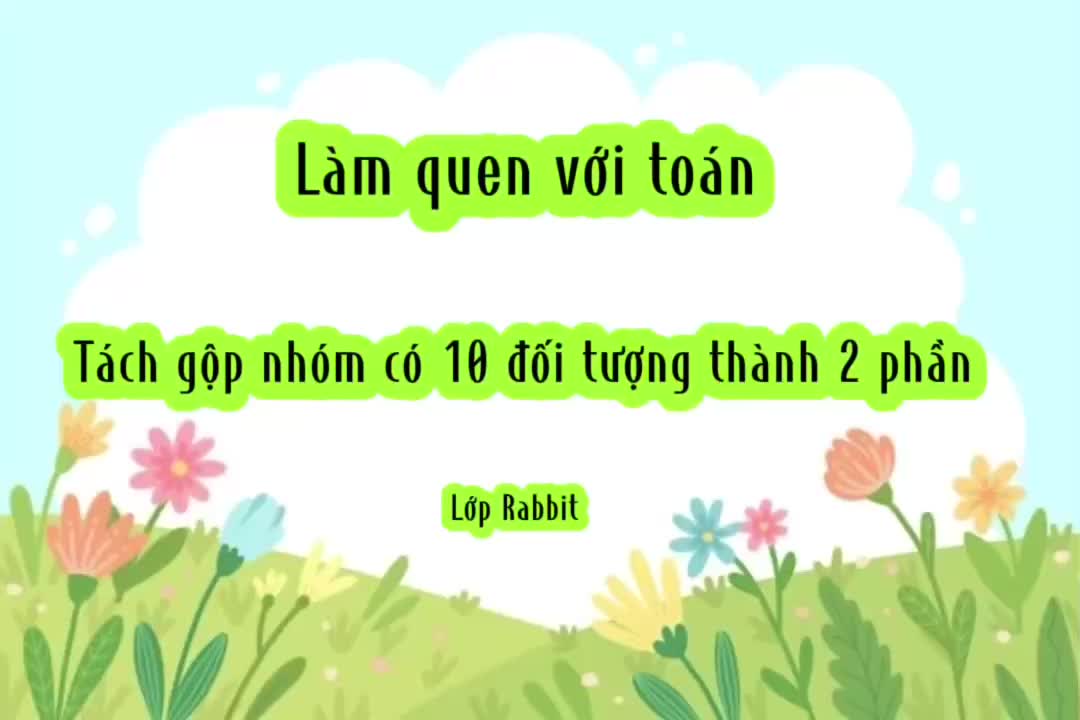 Làm quen với toán
Tách gộp nhóm có 10 đối tượng thành 2 phần
Lớp Rabbit